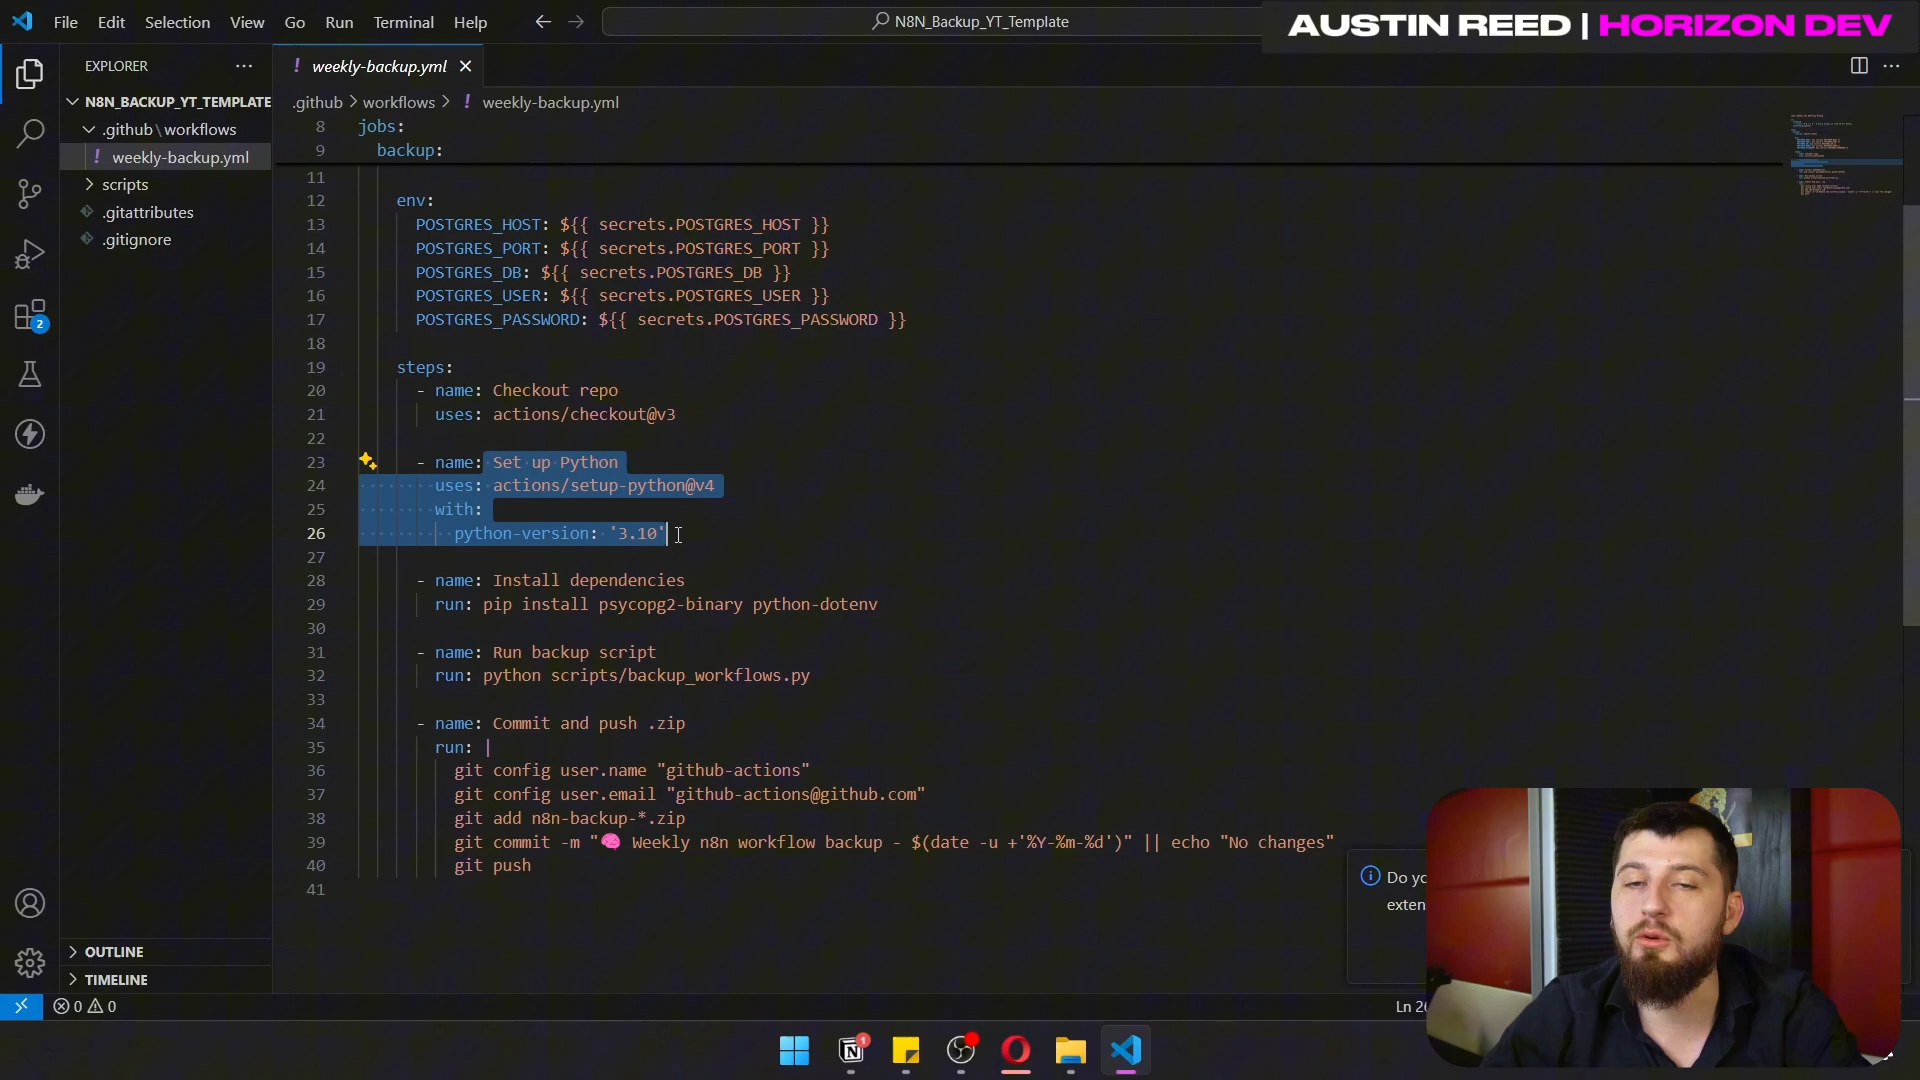 File Edit Selection View Go Run Terminal Help
N8N_Backup_YT_Template
AUSTIN REED | HORIZON DEV
EXPLORER
weekly-backup.yml
N8N_BACKUP_YT_TEMPLATE
.github\workflows
weekly-backup.yml
scripts
.gitattributes
.gitignore
.github > workflows > ! weekly-backup.yml
8 jobs:
9 backup:
11
12 env:
13 POSTGRES_HOST: ${{ secrets.POSTGRES_HOST }}
14 POSTGRES_PORT: ${{ secrets.POSTGRES_PORT }}
15 POSTGRES_DB: ${{ secrets.POSTGRES_DB }}
16 POSTGRES_USER: ${{ secrets.POSTGRES_USER }}
17 POSTGRES_PASSWORD: ${{ secrets.POSTGRES_PASSWORD }}
18
19 steps:
20 - name: Checkout repo
21 uses: actions/checkout@v3
22
23 - name: Set up Python
24 uses: actions/setup-python@v4
25 with:
26 python-version: '3.10'
27
28 - name: Install dependencies
29 run: pip install psycopg2-binary python-dotenv
30
31 - name: Run backup script
32 run: python scripts/backup_workflows.py
33
34 - name: Commit and push .zip
35 run: |
36 git config user.name "github-actions"
37 git config user.email "github-actions@github.com"
38 git add n8n-backup-*.zip
39 git commit -m "🧠 Weekly n8n workflow backup - $(date -u +'%Y-%m-%d')" || echo "No changes"
40 git push
41
2
OUTLINE
TIMELINE
0 0
Do
Ln
1